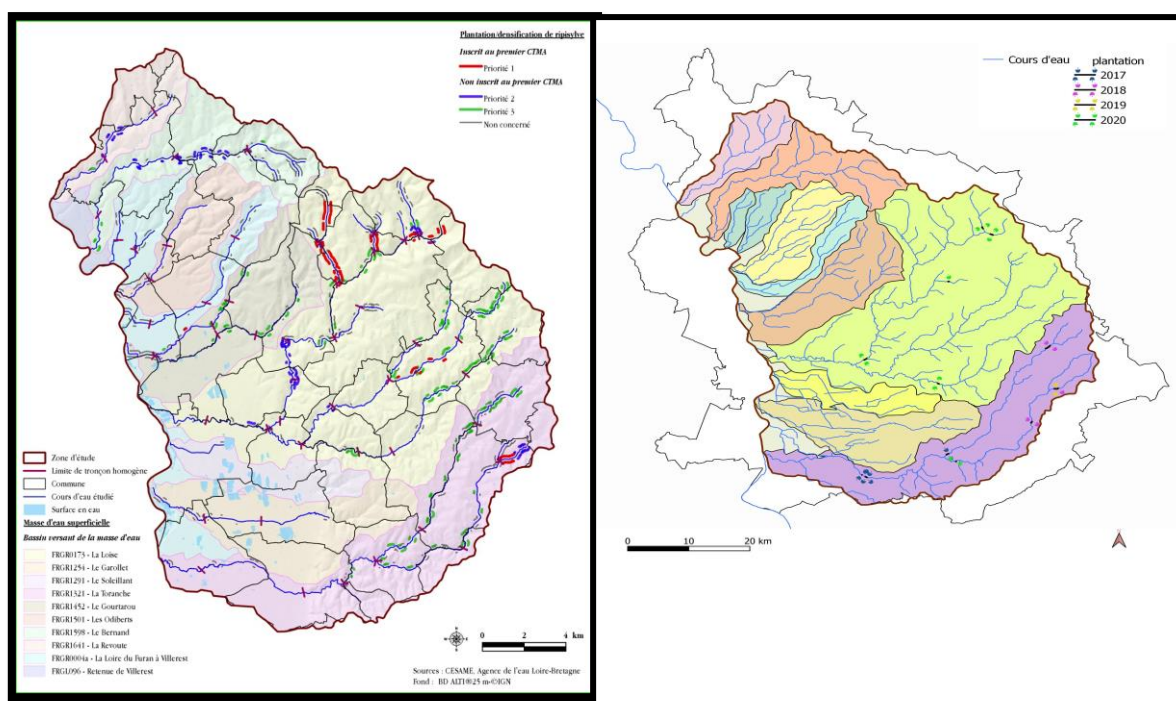 Plantation/densification de ripisylve
Inscrit au premier CTMA
Priorité 1
Non inscrit au premier CTMA
Priorité 2
Priorité 3
Non concerné
Zone d'étude
Limite de tronçon homogène
Commune
Cours d'eau étudié
Surface en eau
Masse d'eau superficielle
Bassin versant de la masse d'eau
FRGR0173 - La Loise
FRGR1254 - Le Garollet
FRGR1291 - Le Soleillant
FRGR1321 - La Toranche
FRGR1452 - Le Gourtarou
FRGR1501 - Les Odiberts
FRGR1598 - Le Bernand
FRGR1641 - La Revoute
FRGR0004a - La Loire du Furan à Villerest
FRGL096 - Retenue de Villerest
0 2 4 km
Sources : CESAME, Agence de l'eau Loire-Bretagne
Fond : BD ALTI®25 m-©IGN
Cours d'eau
plantation
2017
2018
2019
2020
0 10 20 km